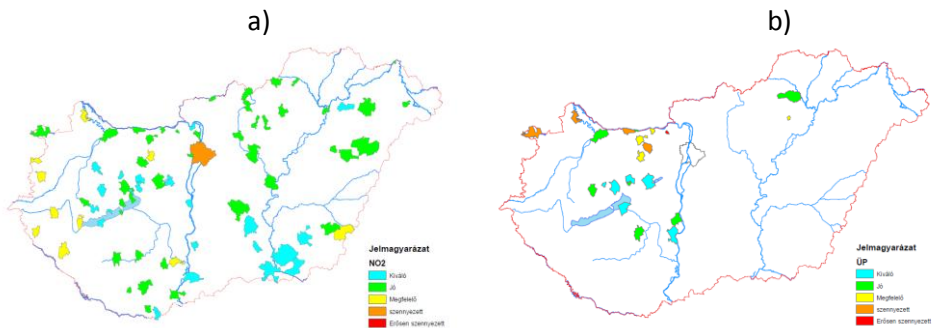 a)
b)
Jelmagyarázat
NO2
Kiváló
Jó
Megfelelő
szennyezett
Erősen szennyezett
Jelmagyarázat
ÜP
Kiváló
Jó
Megfelelő
szennyezett
Erősen szennyezett